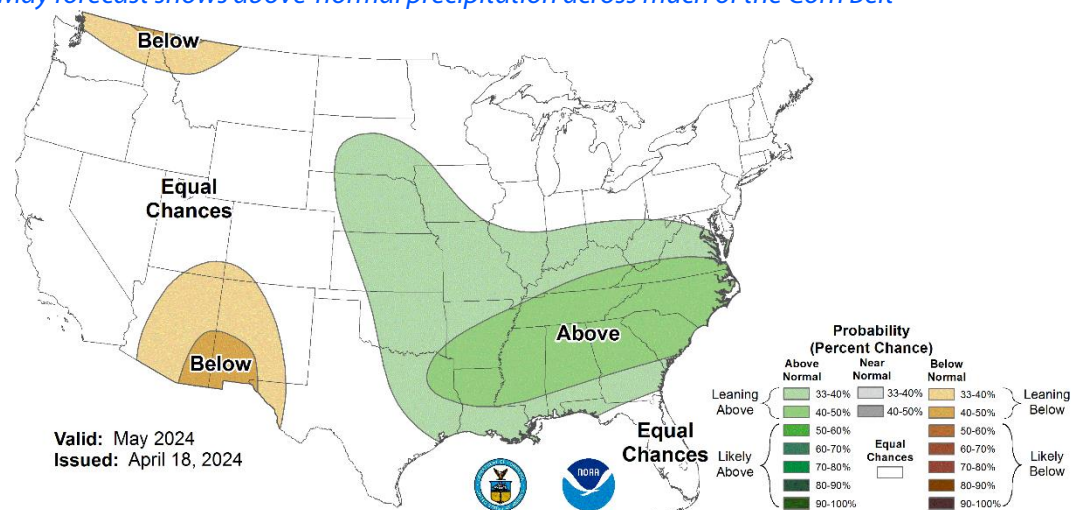 May forecast shows above-normal precipitation across much of the Corn Belt
Below
Equal
Chances
Below
Above
Equal
Chances
Valid: May 2024
Issued: April 18, 2024
NOAA
Probability
(Percent Chance)
Above
Normal
Near
Normal
Below
Normal
Leaning
Above
33-40%
33-40%
33-40%
Leaning
Below
40-50%
40-50%
40-50%
Likely
Above
50-60%
50-60%
Likely
Below
60-70%
60-70%
70-80%
70-80%
80-90%
80-90%
90-100%
90-100%
Equal
Chances